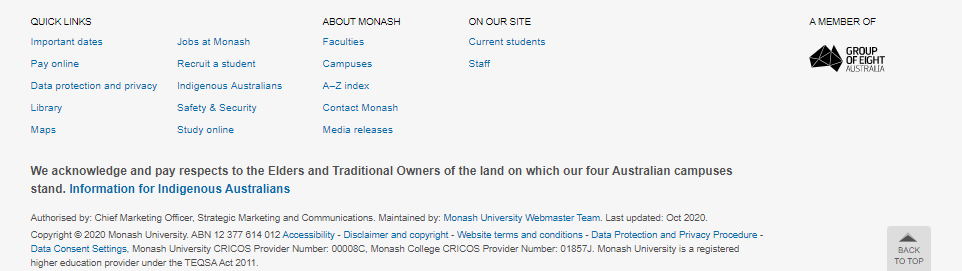 QUICK LINKS
Important dates
Pay online
Data protection and privacy
Library
Maps
Jobs at Monash
Recruit a student
Indigenous Australians
Safety & Security
Study online
ABOUT MONASH
Faculties
Campuses
A–Z index
Contact Monash
Media releases
ON OUR SITE
Current students
Staff
A MEMBER OF
GROUP
OF EIGHT
AUSTRALIA
We acknowledge and pay respects to the Elders and Traditional Owners of the land on which our four Australian campuses
stand. Information for Indigenous Australians
Authorised by: Chief Marketing Officer, Strategic Marketing and Communications. Maintained by: Monash University Webmaster Team. Last updated: Oct 2020.
Copyright © 2020 Monash University. ABN 12 377 614 012 Accessibility - Disclaimer and copyright - Website terms and conditions - Data Protection and Privacy Procedure -
Data Consent Settings, Monash University CRICOS Provider Number: 00008C, Monash College CRICOS Provider Number: 01857J. Monash University is a registered
higher education provider under the TEQSA Act 2011.
BACK
TO TOP